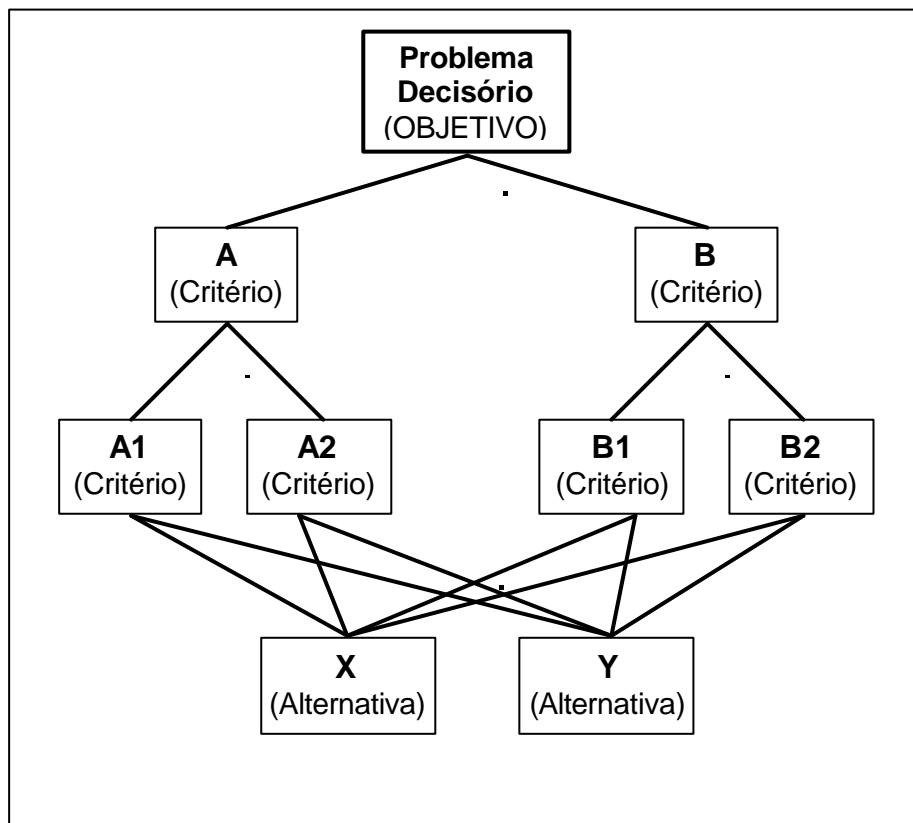 Problema
Decisório
(OBJETIVO)
A
(Critério)
B
(Critério)
A1
(Critério)
A2
(Critério)
B1
(Critério)
B2
(Critério)
X
(Alternativa)
Y
(Alternativa)